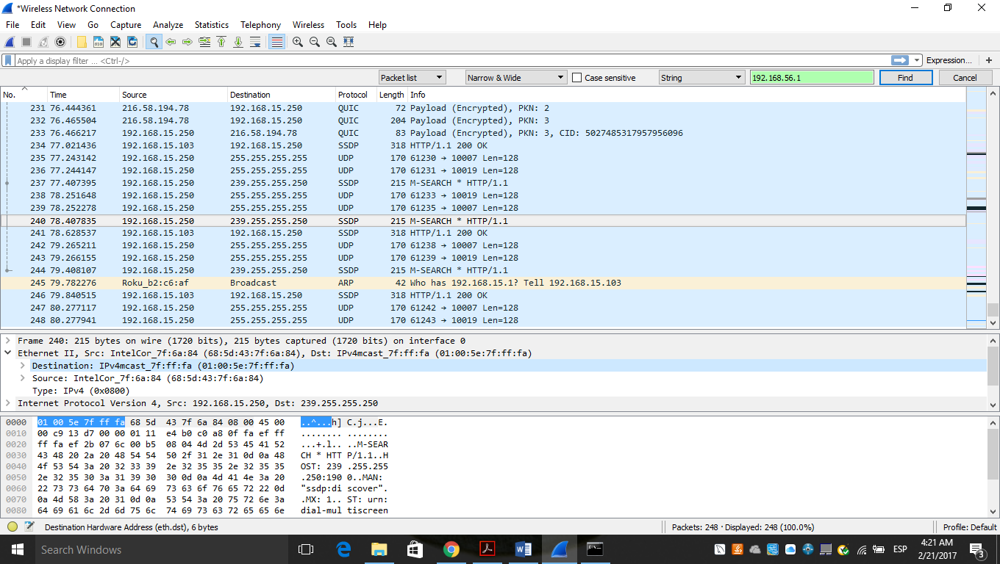 *Wireless Network Connection
File Edit View Go Capture Analyze Statistics Telephony Wireless Tools Help
Apply a display filter ... <Ctrl-/> Expression... +
Packet list Narrow & Wide Case sensitive String 192.168.56.1 Find Cancel
No. Time Source Destination Protocol Length Info
231 76.444361 216.58.194.78 192.168.15.250 QUIC 72 Payload (Encrypted), PKN: 2
232 76.465504 216.58.194.78 192.168.15.250 QUIC 204 Payload (Encrypted), PKN: 3
233 76.466217 192.168.15.250 216.58.194.78 QUIC 83 Payload (Encrypted), PKN: 3, CID: 5027485317957956096
234 77.021436 192.168.15.103 192.168.15.250 SSDP 318 HTTP/1.1 200 OK
235 77.243142 192.168.15.250 255.255.255.255 UDP 170 61230 → 10007 Len=128
236 77.244147 192.168.15.250 255.255.255.255 UDP 170 61231 → 10019 Len=128
237 77.407395 192.168.15.250 239.255.255.250 SSDP 215 M-SEARCH * HTTP/1.1
238 78.251648 192.168.15.250 255.255.255.255 UDP 170 61233 → 10019 Len=128
239 78.252278 192.168.15.250 255.255.255.255 UDP 170 61235 → 10007 Len=128
240 78.407835 192.168.15.250 239.255.255.250 SSDP 215 M-SEARCH * HTTP/1.1
241 78.628537 192.168.15.103 192.168.15.250 SSDP 318 HTTP/1.1 200 OK
242 79.265211 192.168.15.250 255.255.255.255 UDP 170 61238 → 10007 Len=128
243 79.266155 192.168.15.250 255.255.255.255 UDP 170 61239 → 10019 Len=128
244 79.408107 192.168.15.250 239.255.255.250 SSDP 215 M-SEARCH * HTTP/1.1
245 79.782276 Roku_b2:c6:af Broadcast ARP 42 Who has 192.168.15.1? Tell 192.168.15.103
246 79.840515 192.168.15.103 192.168.15.250 SSDP 318 HTTP/1.1 200 OK
247 80.277117 192.168.15.250 255.255.255.255 UDP 170 61242 → 10007 Len=128
248 80.277941 192.168.15.250 255.255.255.255 UDP 170 61243 → 10019 Len=128
Frame 240: 215 bytes on wire (1720 bits), 215 bytes captured (1720 bits) on interface 0
Ethernet II, Src: IntelCor_7f:6a:84 (68:5d:43:7f:6a:84), Dst: IPv4mcast_7f:ff:fa (01:00:5e:7f:ff:fa)
Destination: IPv4mcast_7f:ff:fa (01:00:5e:7f:ff:fa)
Source: IntelCor_7f:6a:84 (68:5d:43:7f:6a:84)
Type: IPv4 (0x0800)
Internet Protocol Version 4, Src: 192.168.15.250, Dst: 239.255.255.250
0000 01 00 5e 7f ff fa 68 5d 43 7f 6a 84 08 00 45 00 ..^...h] C.j...E.
0010 00 c9 13 d7 00 00 01 11 e4 b0 c0 a8 0f fa ef ff ........ ........
0020 ff fa ef 2b 07 6c 00 b5 08 04 4d 2d 53 45 41 52 ...+.l.. ..M-SEAR
0030 43 48 20 2a 20 48 54 54 50 2f 31 2e 31 0d 0a 48 CH * HTT P/1.1..H
0040 4f 53 54 3a 20 32 33 39 2e 32 35 35 2e 32 35 35 OST: 239 .255.255
0050 2e 32 35 30 3a 31 39 30 30 0d 0a 4d 41 4e 3a 20 .250:190 0..MAN:
0060 22 73 73 64 70 3a 64 69 73 63 6f 76 65 72 22 0d "ssdp:di scover".
0070 0a 4d 58 3a 20 31 0d 0a 53 54 3a 20 75 72 6e 3a .MX: 1.. ST: urn:
0080 64 69 61 6c 2d 6d 75 6c 74 69 73 63 72 65 65 6e dial-mul tiscreen
Destination Hardware Address (eth.dst), 6 bytes Packets: 248 · Displayed: 248 (100.0%) Profile: Default
Search Windows ESP 4:21 AM
2/21/2017 3